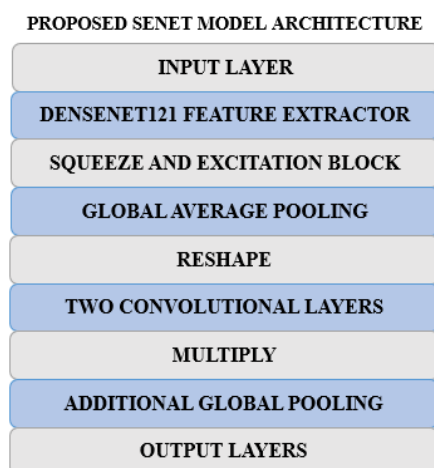 PROPOSED SENET MODEL ARCHITECTURE
INPUT LAYER
DENSENET121 FEATURE EXTRACTOR
SQUEEZE AND EXCITATION BLOCK
GLOBAL AVERAGE POOLING
RESHAPE
TWO CONVOLUTIONAL LAYERS
MULTIPLY
ADDITIONAL GLOBAL POOLING
OUTPUT LAYERS